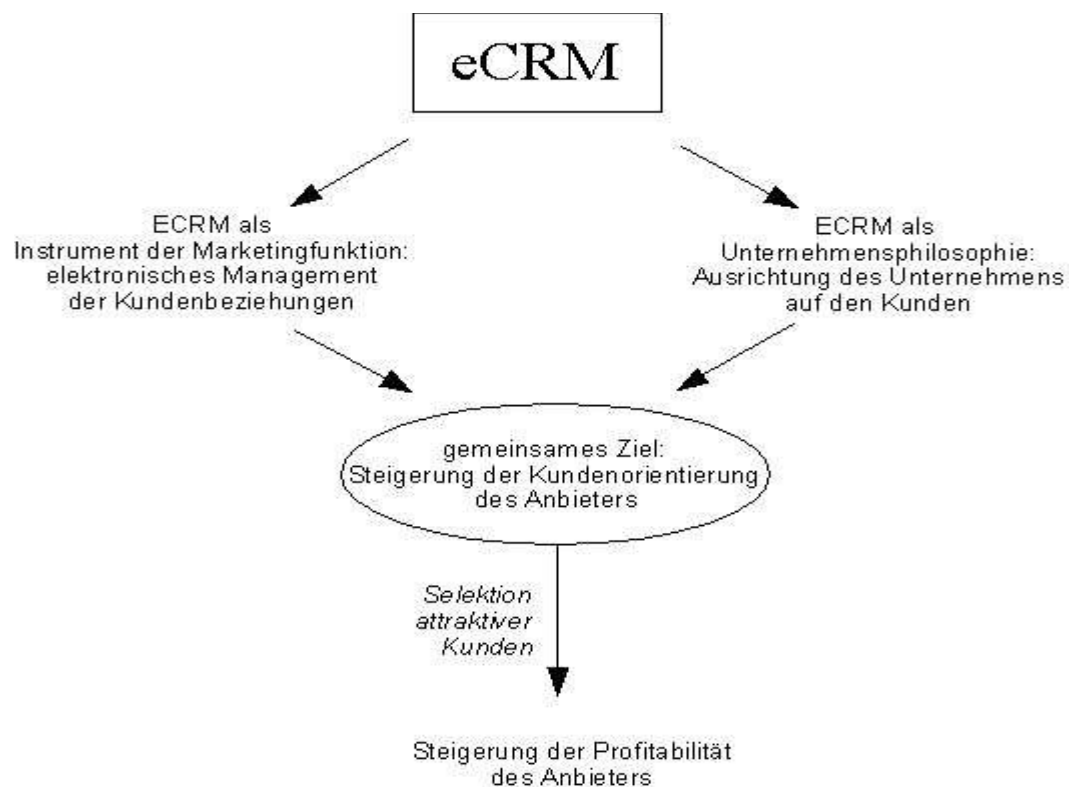 eCRM
ECRM als
Instrument der Marketingfunktion:
elektronisches Management
der Kundenbeziehungen
ECRM als
Unternehmensphilosophie:
Ausrichtung des Unternehmens
auf den Kunden
gemeinsames Ziel:
Steigerung der Kundenorientierung
des Anbieters
Selektion
attraktiver
Kunden
Steigerung der Profitabilität
des Anbieters